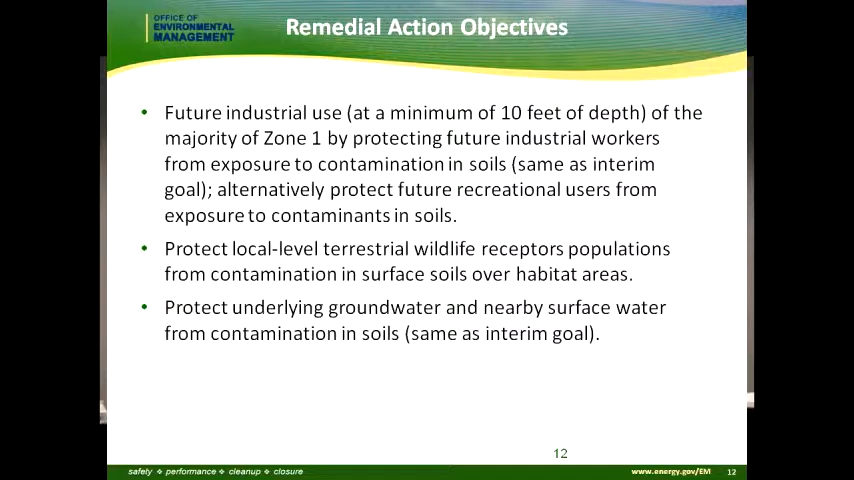 OFFICE OF
ENVIRONMENTAL
MANAGEMENT
Remedial Action Objectives
• Future industrial use (at a minimum of 10 feet of depth) of the
majority of Zone 1 by protecting future industrial workers
from exposure to contamination in soils (same as interim
goal); alternatively protect future recreational users from
exposure to contaminants in soils.
• Protect local-level terrestrial wildlife receptors populations
from contamination in surface soils over habitat areas.
• Protect underlying groundwater and nearby surface water
from contamination in soils (same as interim goal).
12
safety ❖ performance ❖ cleanup ❖ closure
www.energy.gov/EM 12